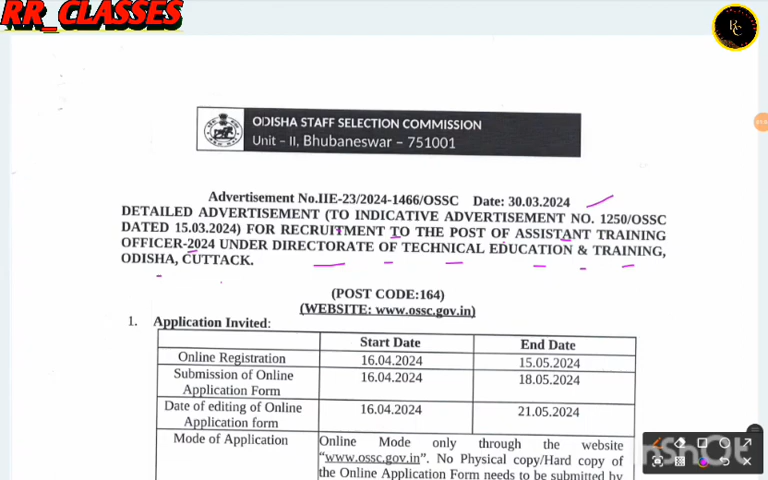 RR_CLASSES
RC
ODISHA STAFF SELECTION COMMISSION
Unit – II, Bhubaneswar – 751001
Advertisement No.IIE-23/2024-1466/OSSC Date: 30.03.2024
DETAILED ADVERTISEMENT (TO INDICATIVE ADVERTISEMENT NO. 1250/OSSC
DATED 15.03.2024) FOR RECRUITMENT TO THE POST OF ASSISTANT TRAINING
OFFICER-2024 UNDER DIRECTORATE OF TECHNICAL EDUCATION & TRAINING,
ODISHA, CUTTACK.
(POST CODE:164)
(WEBSITE: www.ossc.gov.in)
1. Application Invited:
Start Date End Date
Online Registration 16.04.2024 15.05.2024
Submission of Online 16.04.2024 18.05.2024
Application Form
Date of editing of Online 16.04.2024 21.05.2024
Application form
Mode of Application Online Mode only through the website
“www.ossc.gov.in”. No Physical copy/Hard copy of
the Online Application Form needs to be submitted by